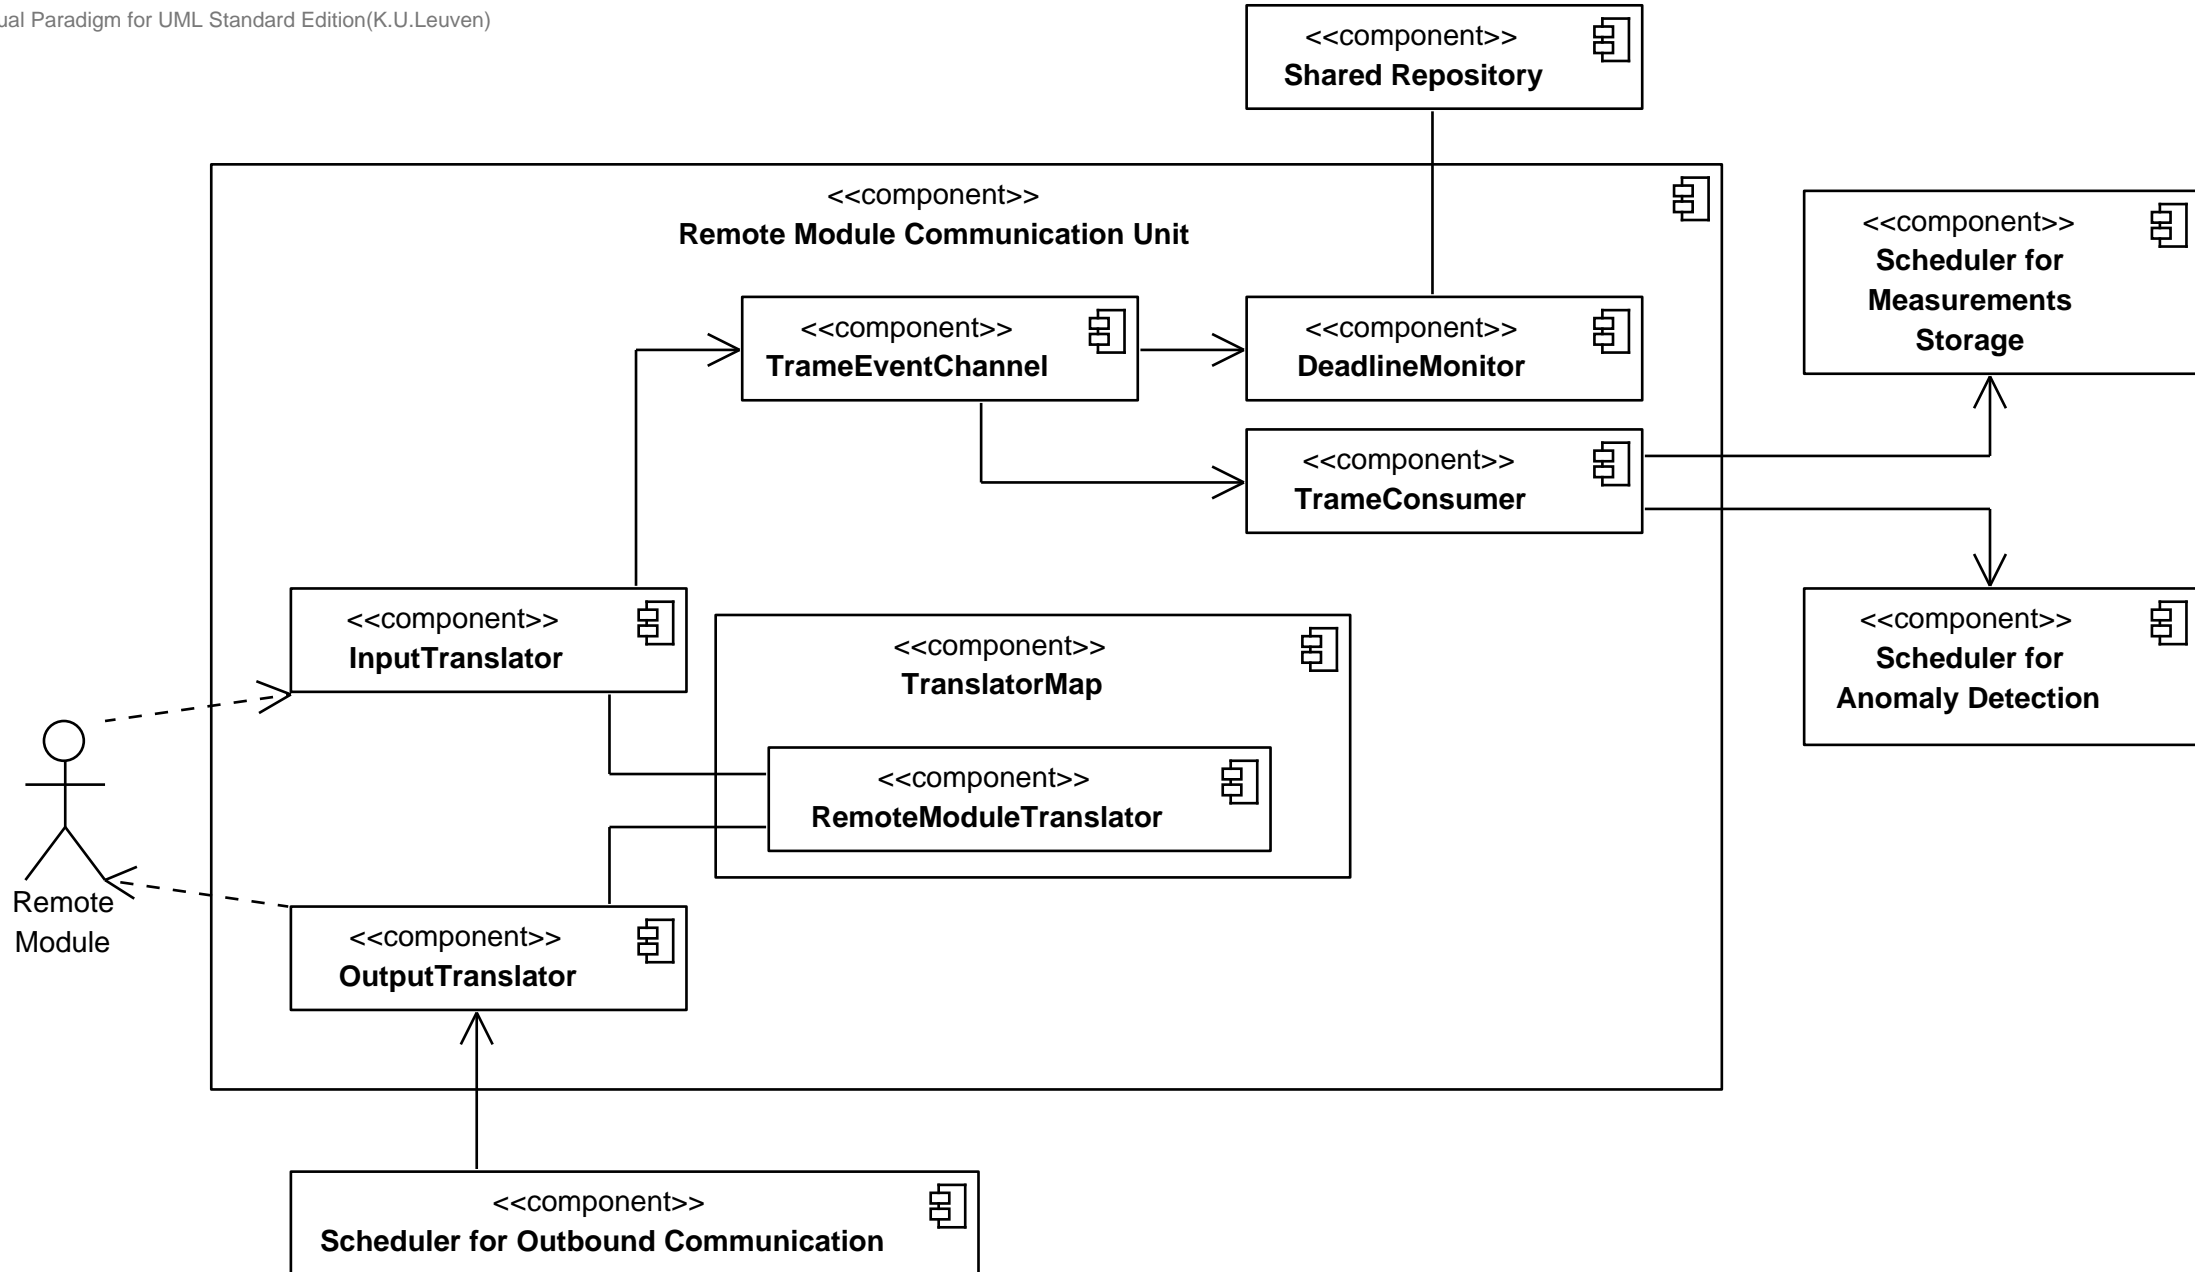 ual Paradigm for UML Standard Edition(K.U.Leuven)
<<component>>
Shared Repository
<<component>>
Remote Module Communication Unit
<<component>>
Scheduler for
Measurements
Storage
<<component>>
TrameEventChannel
<<component>>
DeadlineMonitor
<<component>>
TrameConsumer
<<component>>
InputTranslator
<<component>>
TranslatorMap
<<component>>
Scheduler for
Anomaly Detection
<<component>>
RemoteModuleTranslator
Remote
Module
<<component>>
OutputTranslator
<<component>>
Scheduler for Outbound Communication